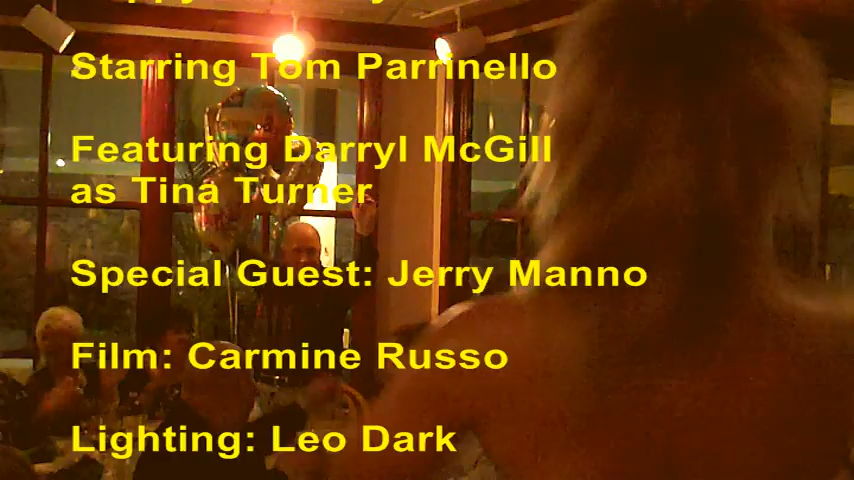 Starring Tom Parrinello
Featuring Darryl McGill
as Tina Turner
Special Guest: Jerry Manno
Film: Carmine Russo
Lighting: Leo Dark